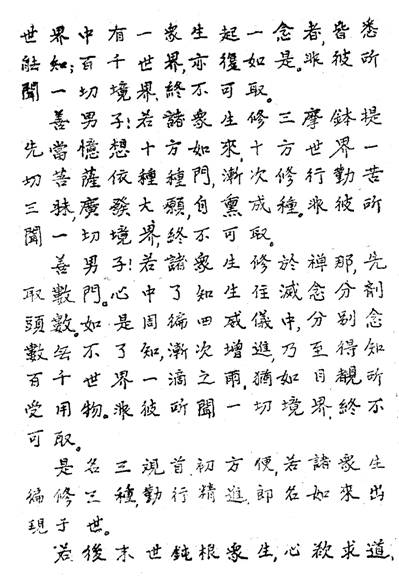 世界中有一衆生起一念者,皆悉
能知;百千世界,亦復如是。非彼所
聞一切境界,終不可取。
善男子!若諸衆生修三摩鉢提
先當憶想十方如來,十方世界一
切菩薩依種種門,漸次修行勤苦
三昧廣發大願,自熏成種。非彼所
聞一切境界,終不可取。
善男子!若諸衆生修於禪那,先
取數門。心中了知生住滅念分劑
頭數。如是周徧四威儀中,分别念
數無不了知,漸次增進,乃至得知
百千世界一滴之雨,猶如目覩所
受用物。非彼所聞一切境界,終不
可取。
是名三觀首初方便,若諸衆生
徧修三種,勤行精進,即名如來出
現于世。
若後末世鈍根衆生,心欲求道,